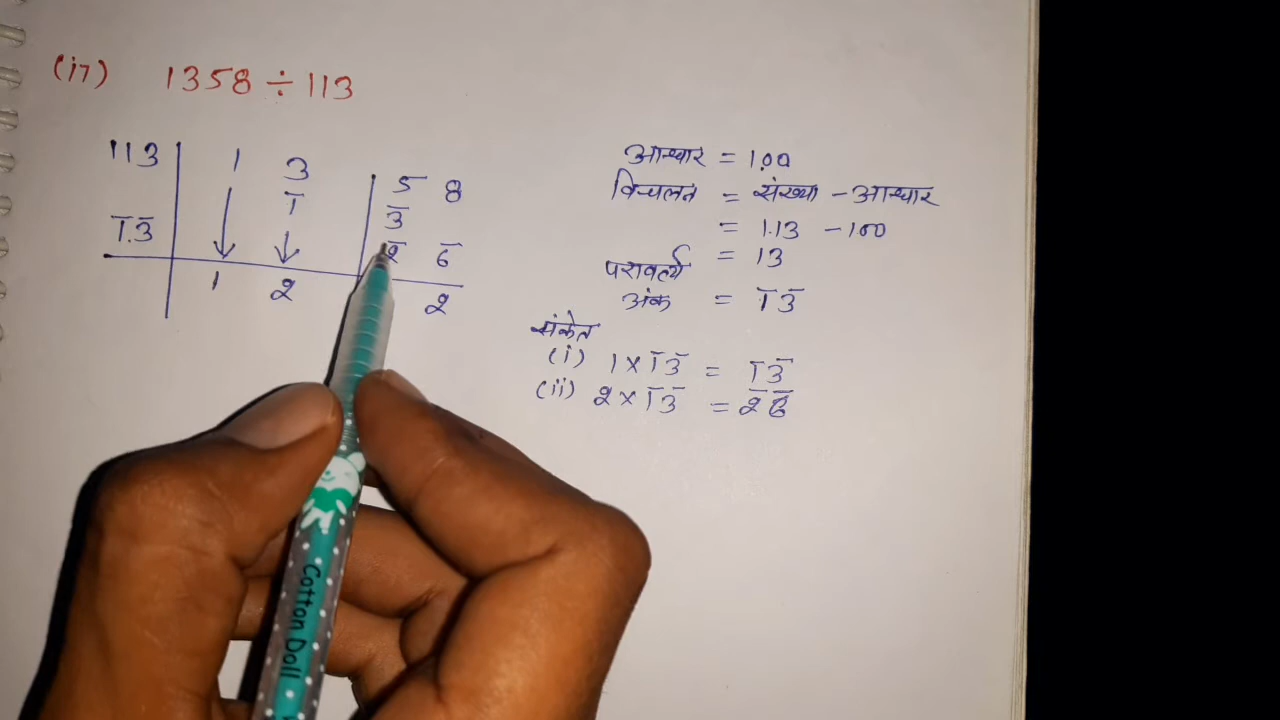 (iv) 1358 ÷ 113
113 1 3 5 8
1̅ 3̅
1̅.3̅ 2̅ 6̅
1 2 2
आधार = 100
विचलन = संख्या - आधार
= 113 - 100
= 13
परावर्त्य
अंक = 1̅ 3̅
संकेत
(i) 1 × 1̅ 3̅ = 1̅ 3̅
(ii) 2 × 1̅ 3̅ = 2̅ 6̅
Cotton Doll